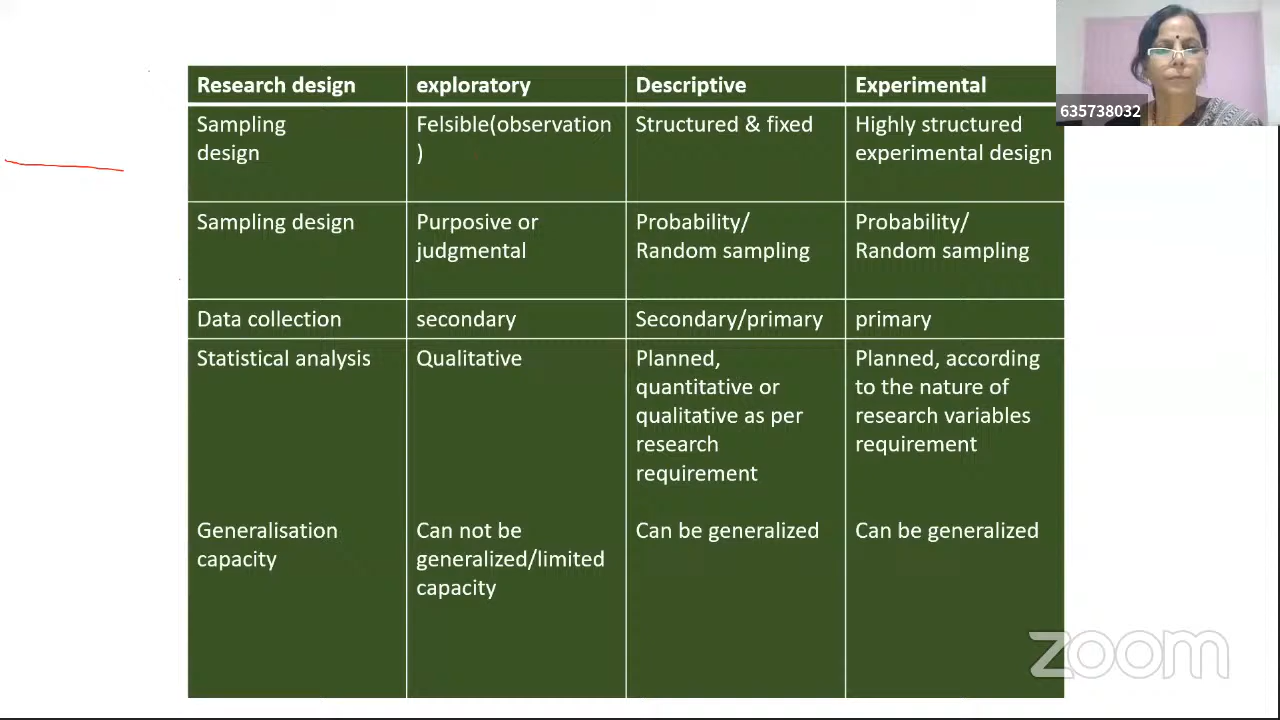 635738032
Research design
exploratory
Descriptive
Experimental
Sampling
design
Felsible(observation
)
Structured & fixed
Highly structured
experimental design
Sampling design
Purposive or
judgmental
Probability/
Random sampling
Probability/
Random sampling
Data collection
secondary
Secondary/primary
primary
Statistical analysis
Qualitative
Planned,
quantitative or
qualitative as per
research
requirement
Planned, according
to the nature of
research variables
requirement
Generalisation
capacity
Can not be
generalized/limited
capacity
Can be generalized
Can be generalized
zoom